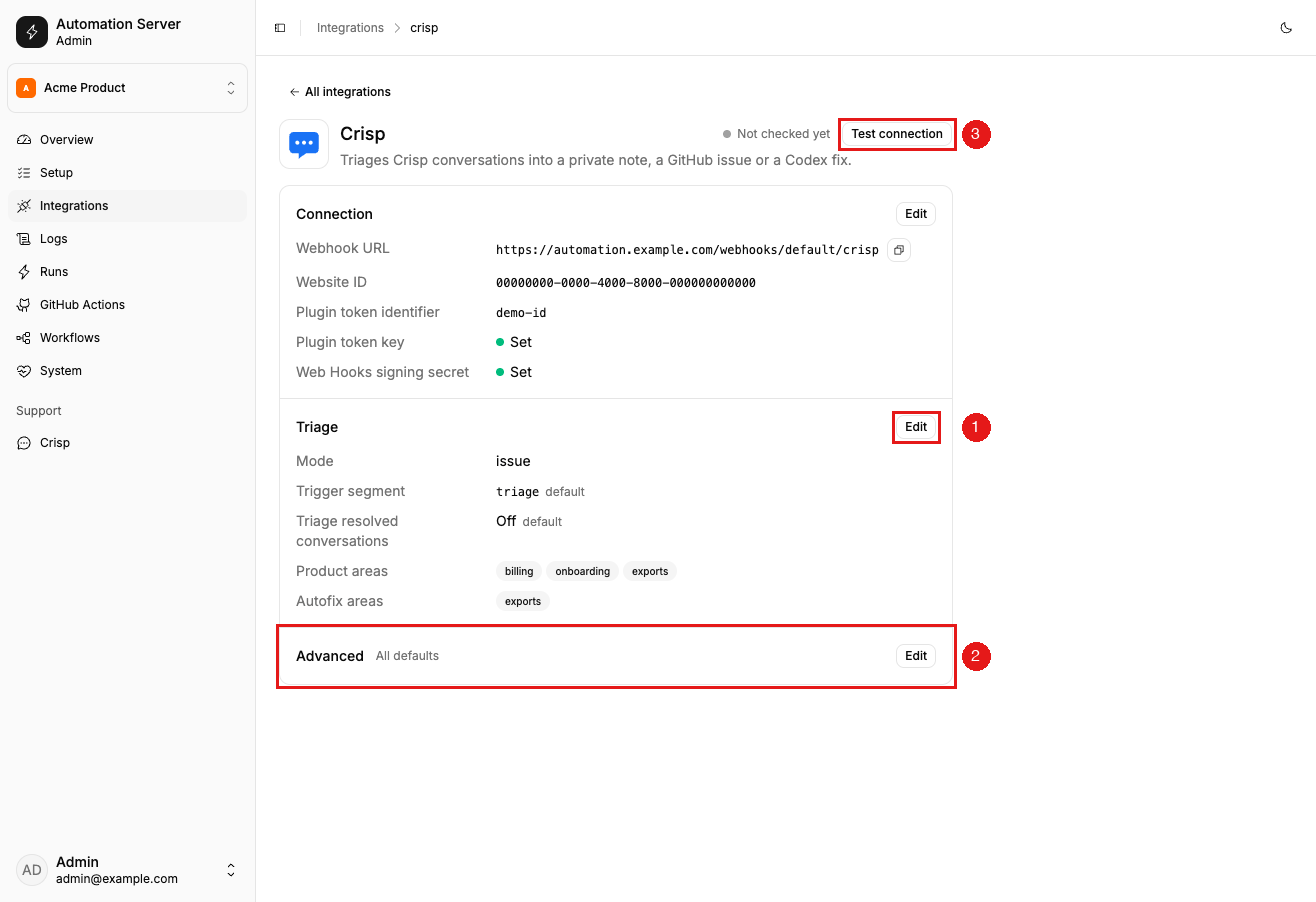 Automation Server
Admin
A
Acme Product
Overview
Setup
Integrations
Logs
Runs
GitHub Actions
Workflows
System
Support
Crisp
AD
Admin
admin@example.com
Integrations > crisp
← All integrations
Crisp
Not checked yet
Test connection
3
Triages Crisp conversations into a private note, a GitHub issue or a Codex fix.
Connection
Edit
Webhook URL
https://automation.example.com/webhooks/default/crisp
Website ID
00000000-0000-4000-8000-000000000000
Plugin token identifier
demo-id
Plugin token key
Set
Web Hooks signing secret
Set
Triage
Edit
1
Mode
issue
Trigger segment
triage default
Triage resolved
conversations
Off default
Product areas
billing onboarding exports
Autofix areas
exports
Advanced All defaults
Edit
2